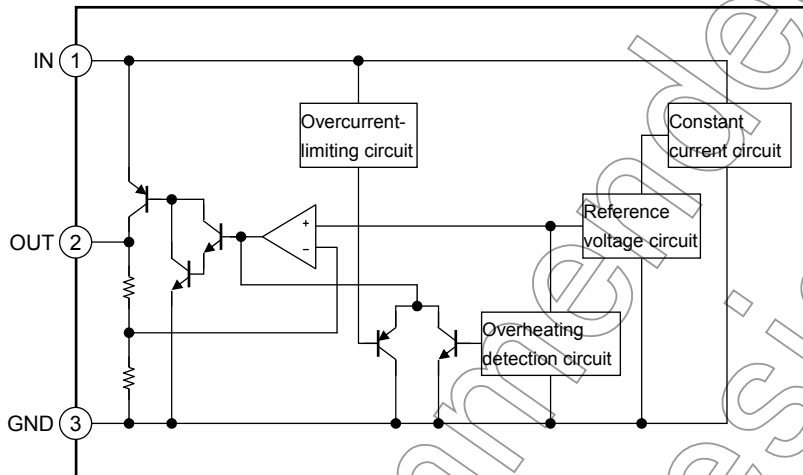 IN 1
Overcurrent-
limiting circuit
Constant
current circuit
Reference
voltage circuit
OUT 2
+
−
Overheating
detection circuit
GND 3